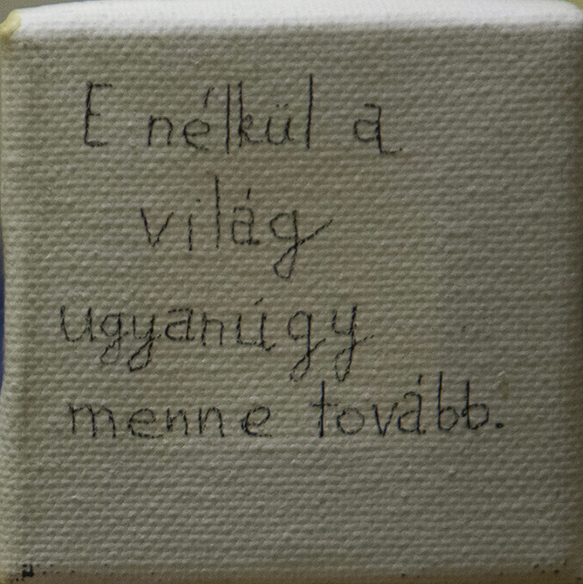 E nélkül a
világ
ugyanúgy
menne tovább.